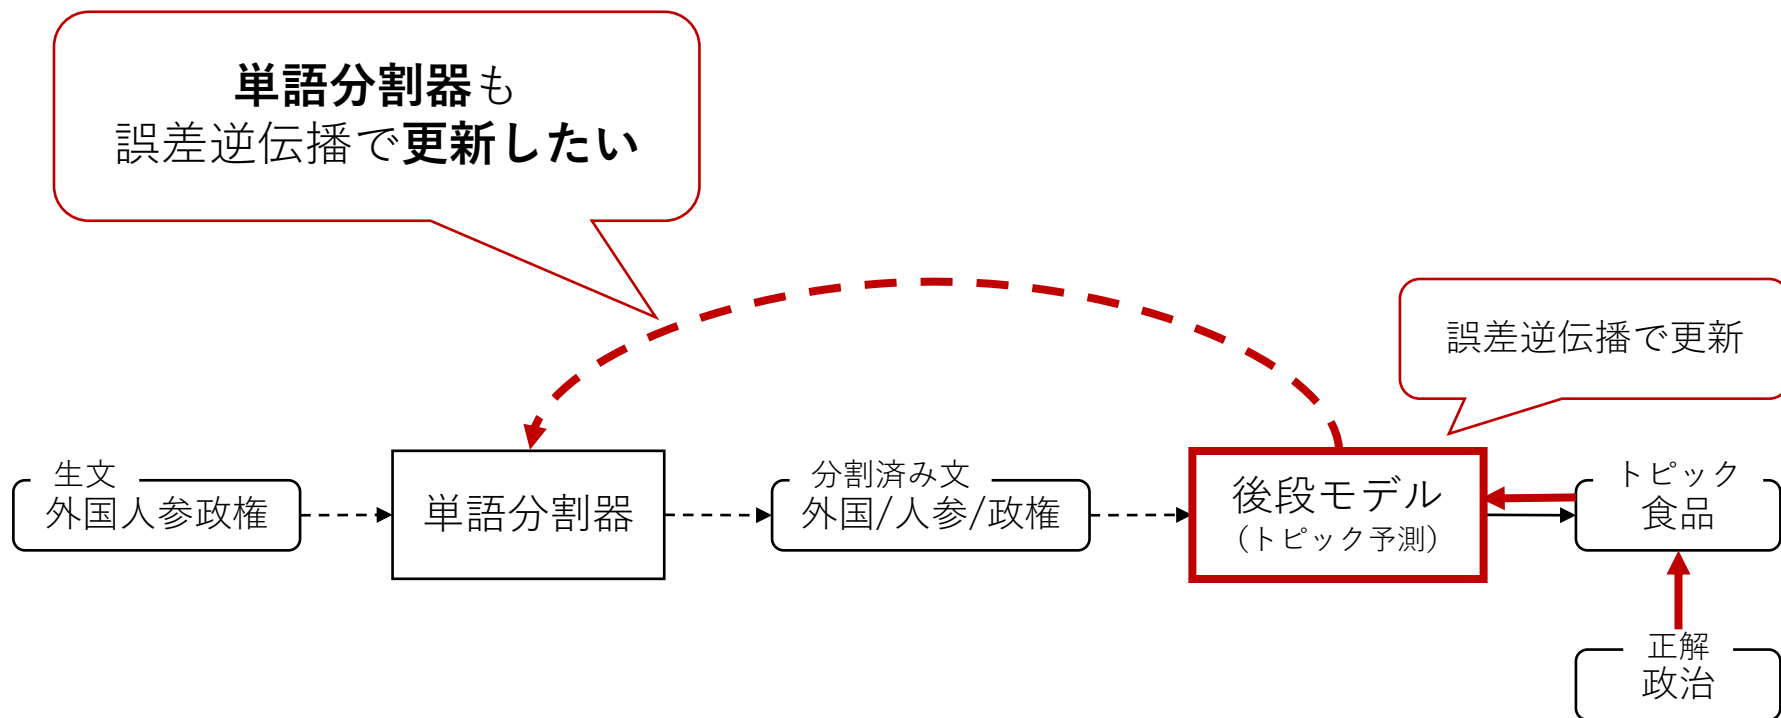 単語分割器も
誤差逆伝播で更新したい
誤差逆伝播で更新
生文
外国人参政権
単語分割器
分割済み文
外国/人参/政権
後段モデル
(トピック予測)
トピック
食品
正解
政治